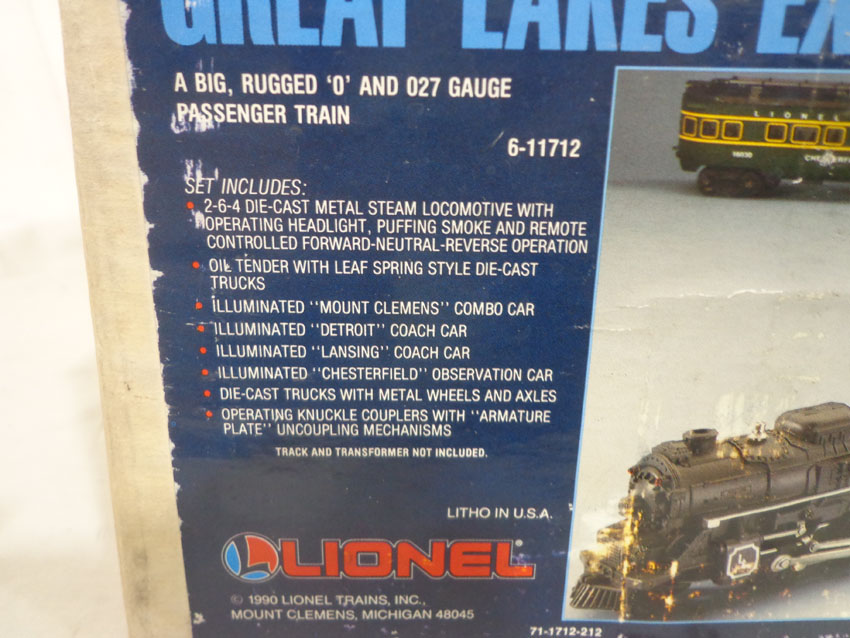 GREAT LAKES EX
A BIG, RUGGED 'O' AND 027 GAUGE
PASSENGER TRAIN
6-11712
SET INCLUDES:
• 2-6-4 DIE-CAST METAL STEAM LOCOMOTIVE WITH
OPERATING HEADLIGHT, PUFFING SMOKE AND REMOTE
CONTROLLED FORWARD-NEUTRAL-REVERSE OPERATION
• OIL TENDER WITH LEAF SPRING STYLE DIE-CAST
TRUCKS
• ILLUMINATED "MOUNT CLEMENS" COMBO CAR
• ILLUMINATED "DETROIT" COACH CAR
• ILLUMINATED "LANSING" COACH CAR
• ILLUMINATED "CHESTERFIELD" OBSERVATION CAR
• DIE-CAST TRUCKS WITH METAL WHEELS AND AXLES
• OPERATING KNUCKLE COUPLERS WITH "ARMATURE
PLATE" UNCOUPLING MECHANISMS
TRACK AND TRANSFORMER NOT INCLUDED.
LITHO IN U.S.A.
LIONEL
© 1990 LIONEL TRAINS, INC.,
MOUNT CLEMENS, MICHIGAN 48045
71-1712-212
LIONEL
CHESTERF